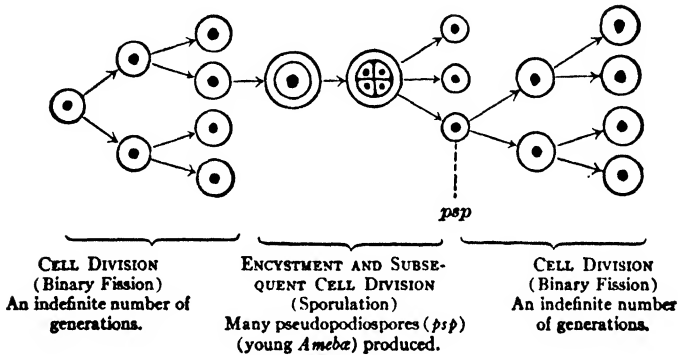 psp
CELL DIVISION
(Binary Fission)
An indefinite number of
generations.
ENCYSTMENT AND SUBSE-
QUENT CELL DIVISION
(Sporulation)
Many pseudopodiospores (psp)
(young Amebæ) produced.
CELL DIVISION
(Binary Fission)
An indefinite number
of generations.